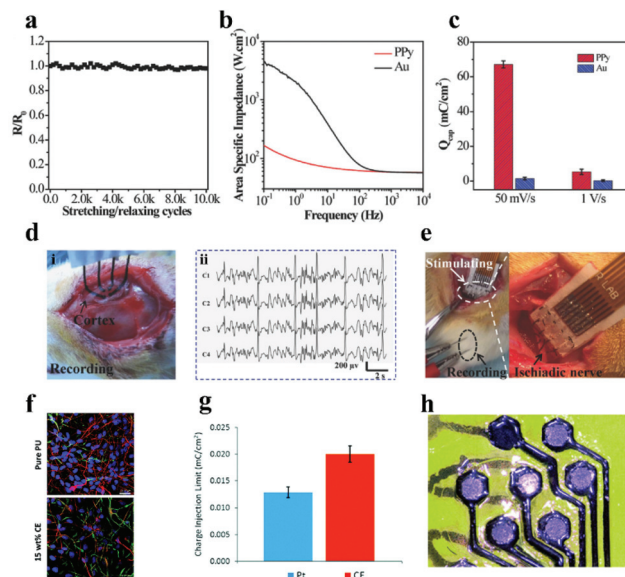 a
b
c
R/R0
1.2
1.0
0.8
0.6
0.4
0.2
0.0
0.0 2.0k 4.0k 6.0k 8.0k 10.0k
Stretching/relaxing cycles
Area Specific Impedance (W.cm²)
10⁴
10³
10²
10⁻¹ 10⁰ 10¹ 10² 10³ 10⁴
Frequency (Hz)
PPy
Au
Qcap (mC/cm²)
80
60
40
20
0
50 mV/s 1 V/s
PPy
Au
d
i
Cortex
Recording
ii
C1
C2
C3
C4
200 μv
2 s
e
Stimulating
Recording
LAB
Ischiadic nerve
f
Pure PU
15 wt% CE
g
Charge Injection Limit (mC/cm²)
0.025
0.020
0.015
0.010
0.005
0.000
Pt CE
h